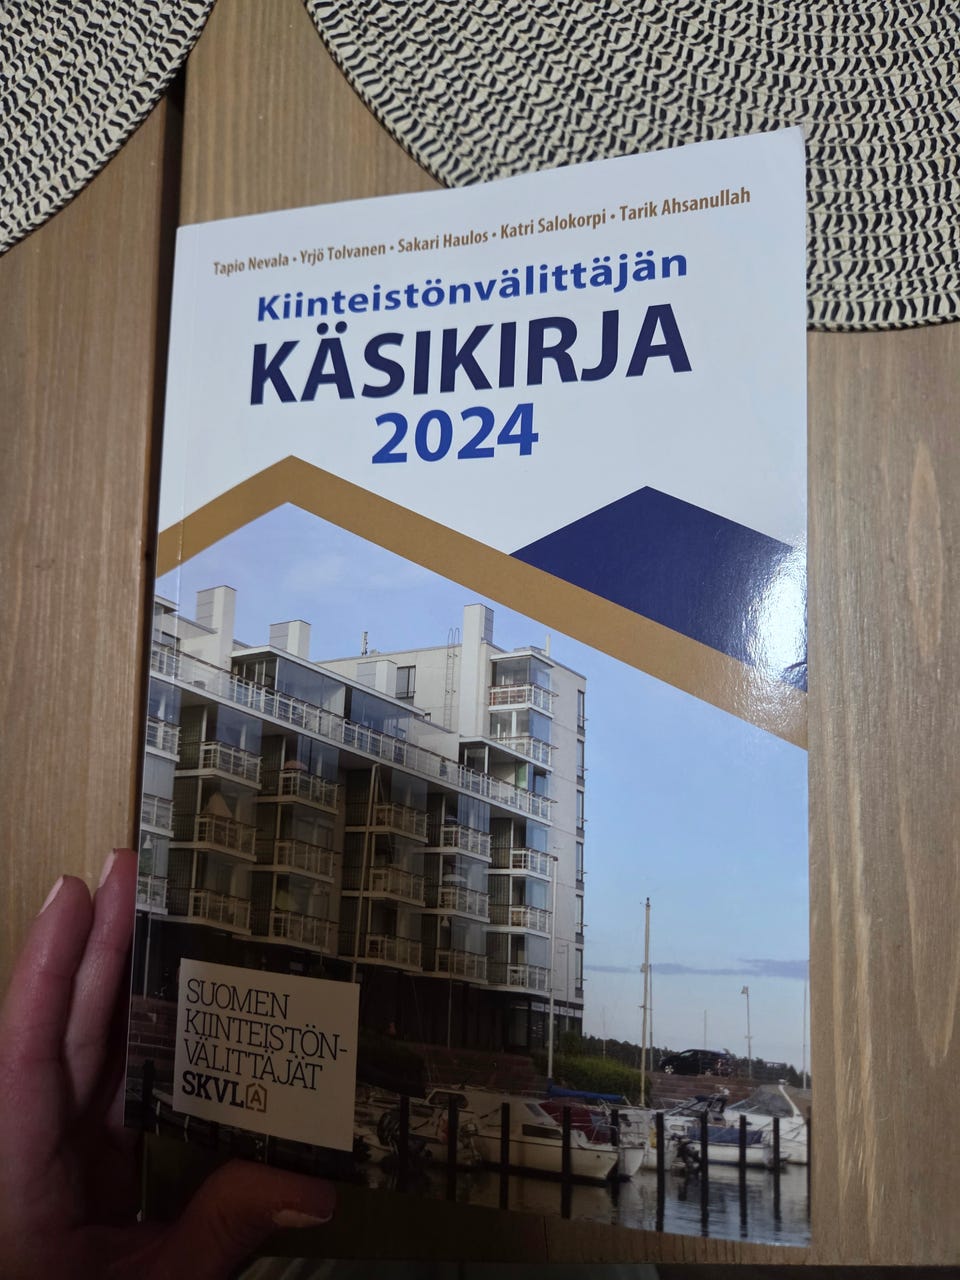 Tapio Nevala • Yrjö Tolvanen • Sakari Haulos • Katri Salokorpi • Tarik Ahsanullah
Kiinteistönvälittäjän
KÄSIKIRJA
2024
SUOMEN
KIINTEISTÖN-
VÄLITTÄJÄT
SKVL A